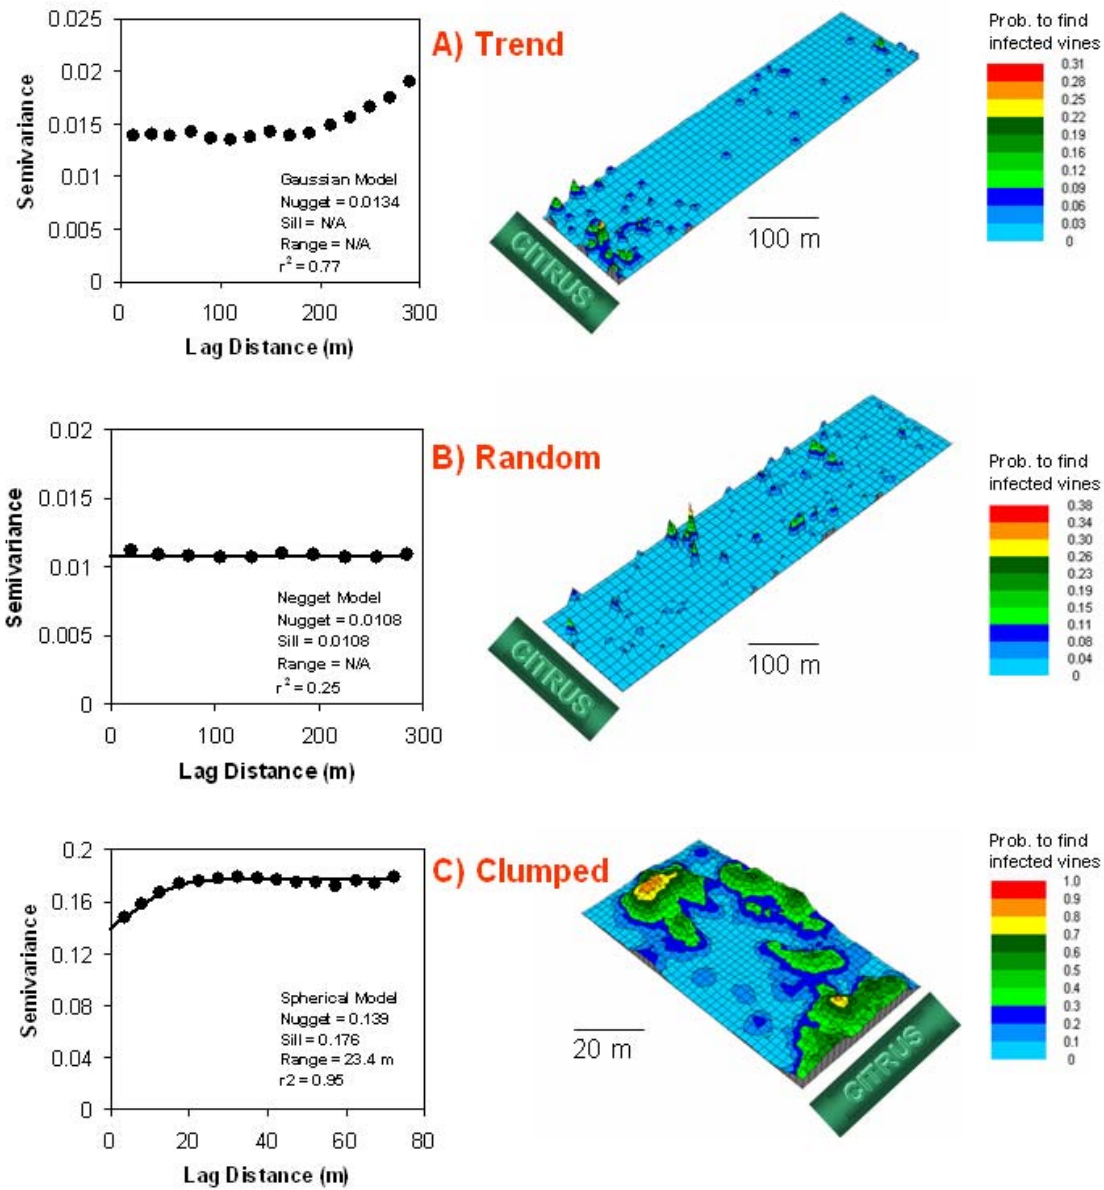 A) Trend
Semivariance
0.025
0.02
0.015
0.01
0.005
0
0
100
200
300
Lag Distance (m)
Gaussian Model
Nugget = 0.0134
Sill = N/A
Range = N/A
r² = 0.77
CITRUS
100 m
Prob. to find
infected vines
0.31
0.28
0.25
0.22
0.19
0.16
0.12
0.09
0.06
0.03
0
B) Random
Semivariance
0.02
0.015
0.01
0.005
0
0
100
200
300
Lag Distance (m)
Negget Model
Nugget = 0.0108
Sill = 0.0108
Range = N/A
r² = 0.25
CITRUS
100 m
Prob. to find
infected vines
0.38
0.34
0.30
0.26
0.23
0.19
0.15
0.11
0.08
0.04
0
C) Clumped
Semivariance
0.2
0.16
0.12
0.08
0.04
0
0
20
40
60
80
Lag Distance (m)
Spherical Model
Nugget = 0.139
Sill = 0.176
Range = 23.4 m
r2 = 0.95
20 m
CITRUS
Prob. to find
infected vines
1.0
0.9
0.8
0.7
0.6
0.5
0.4
0.3
0.2
0.1
0